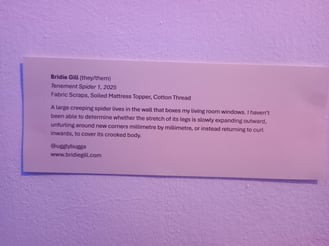 Bridie Gill (they/them)
Tenement Spider 1, 2025
Fabric Scraps, Soiled Mattress Topper, Cotton Thread
A large creeping spider lives in the wall that boxes my living room windows. I haven't
been able to determine whether the stretch of its legs is slowly expanding outward,
unfurling around new corners millimetre by millimetre, or instead returning to curl
inwards, to cover its crooked body.
@ugglybuggs
www.bridiegill.com